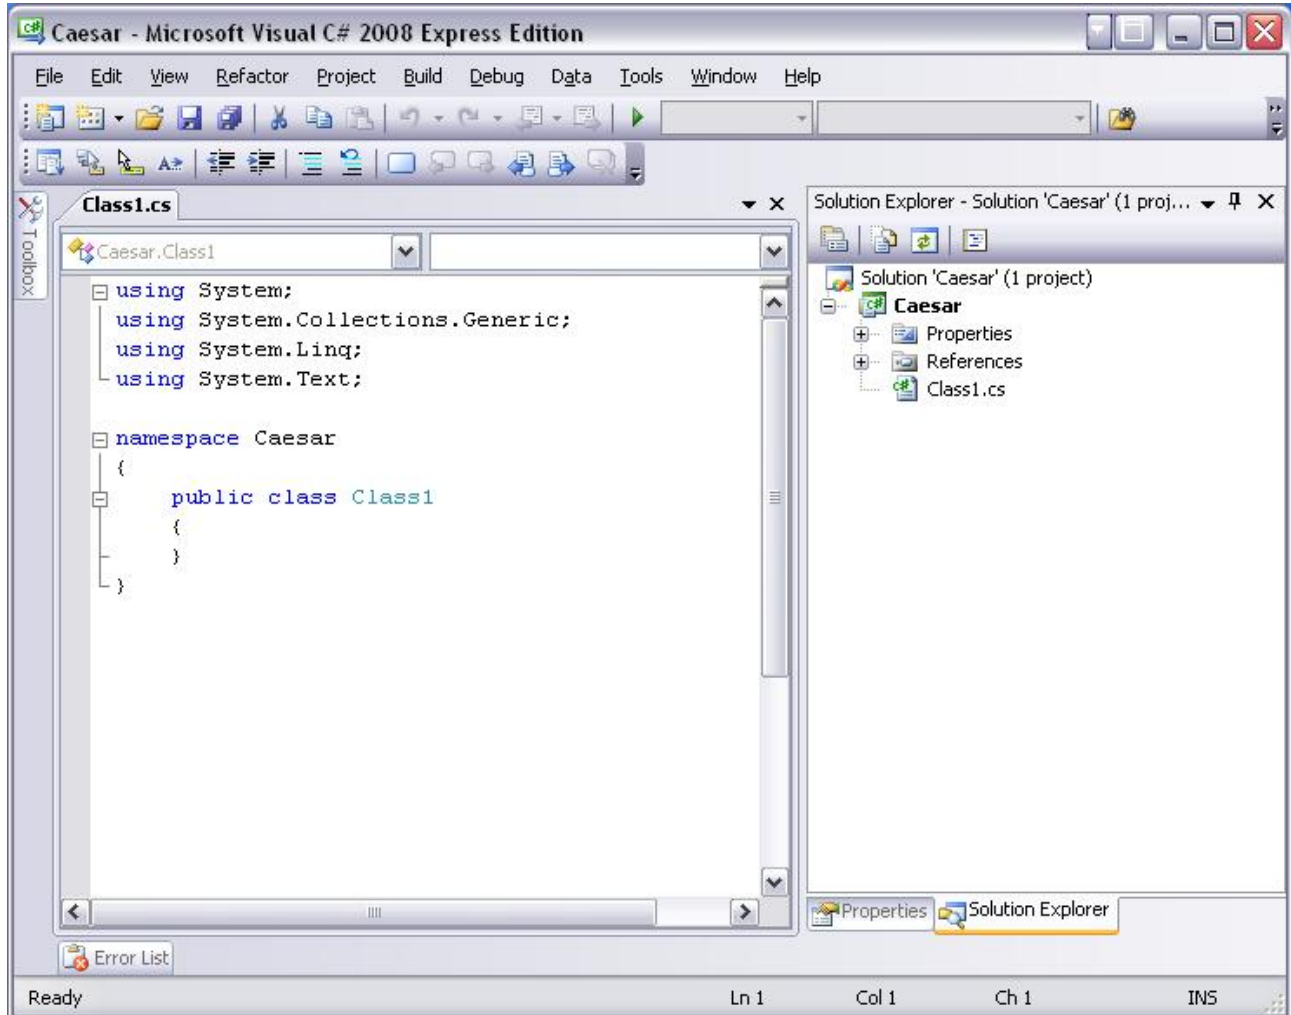 Caesar - Microsoft Visual C# 2008 Express Edition
File Edit View Refactor Project Build Debug Data Tools Window Help
Toolbox
Class1.cs
Caesar.Class1
using System;
using System.Collections.Generic;
using System.Linq;
using System.Text;
namespace Caesar
{
public class Class1
{
}
}
Solution Explorer - Solution 'Caesar' (1 proj...
Solution 'Caesar' (1 project)
Caesar
Properties
References
Class1.cs
Properties Solution Explorer
Error List
Ready Ln 1 Col 1 Ch 1 INS